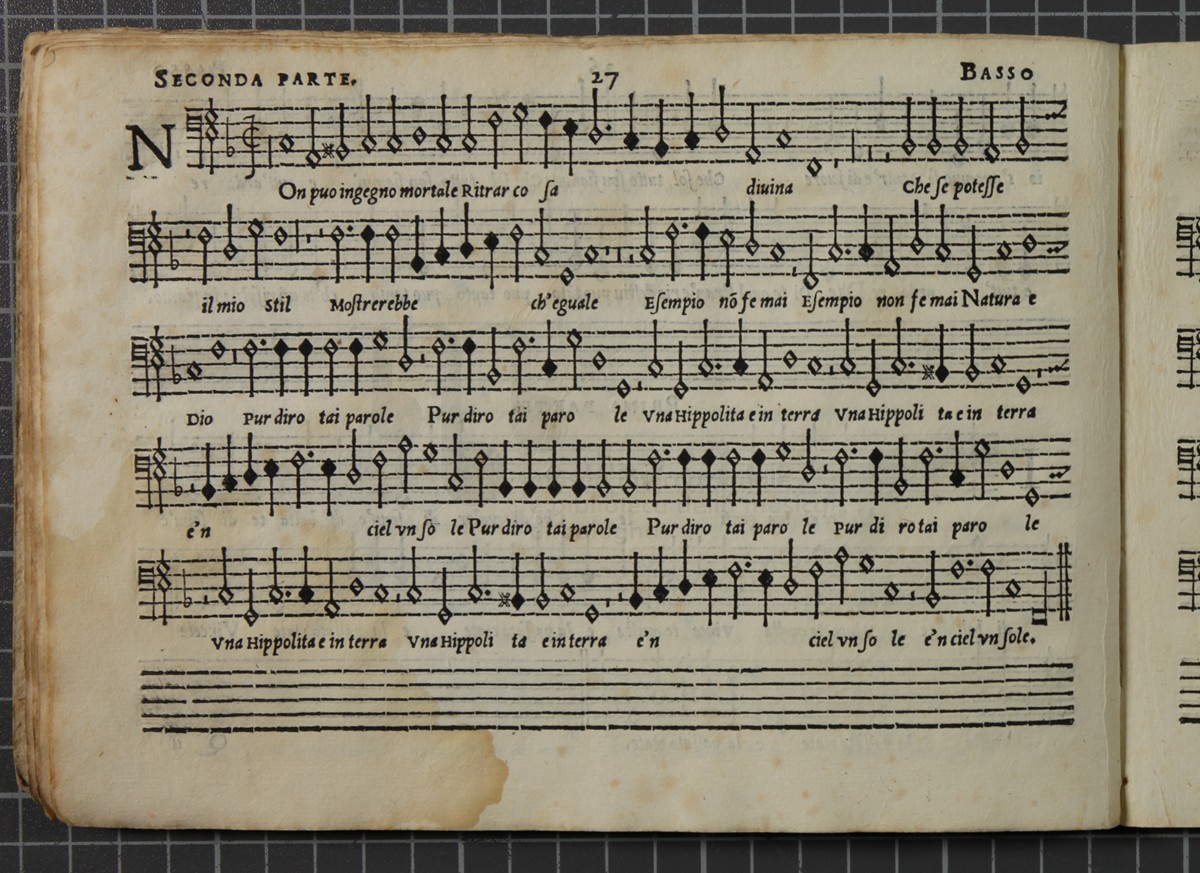 SECONDA PARTE. 27 BASSO
NOn puo ingegno mortale Ritrar co sa diuina Che se potesse
il mio Stil Mostrerebbe ch'eguale Esempio nõ fe mai Esempio non fe mai Natura e
Dio Pur diro tai parole Pur diro tai paro le Vna Hippolita e in terra Vna Hippoli ta e in terra
e'n ciel vn so le Pur diro tai parole Pur diro tai paro le Pur di ro tai paro le
Vna Hippolita e in terra Vna Hippoli ta e in terra e'n ciel vn so le e'n ciel vn sole.